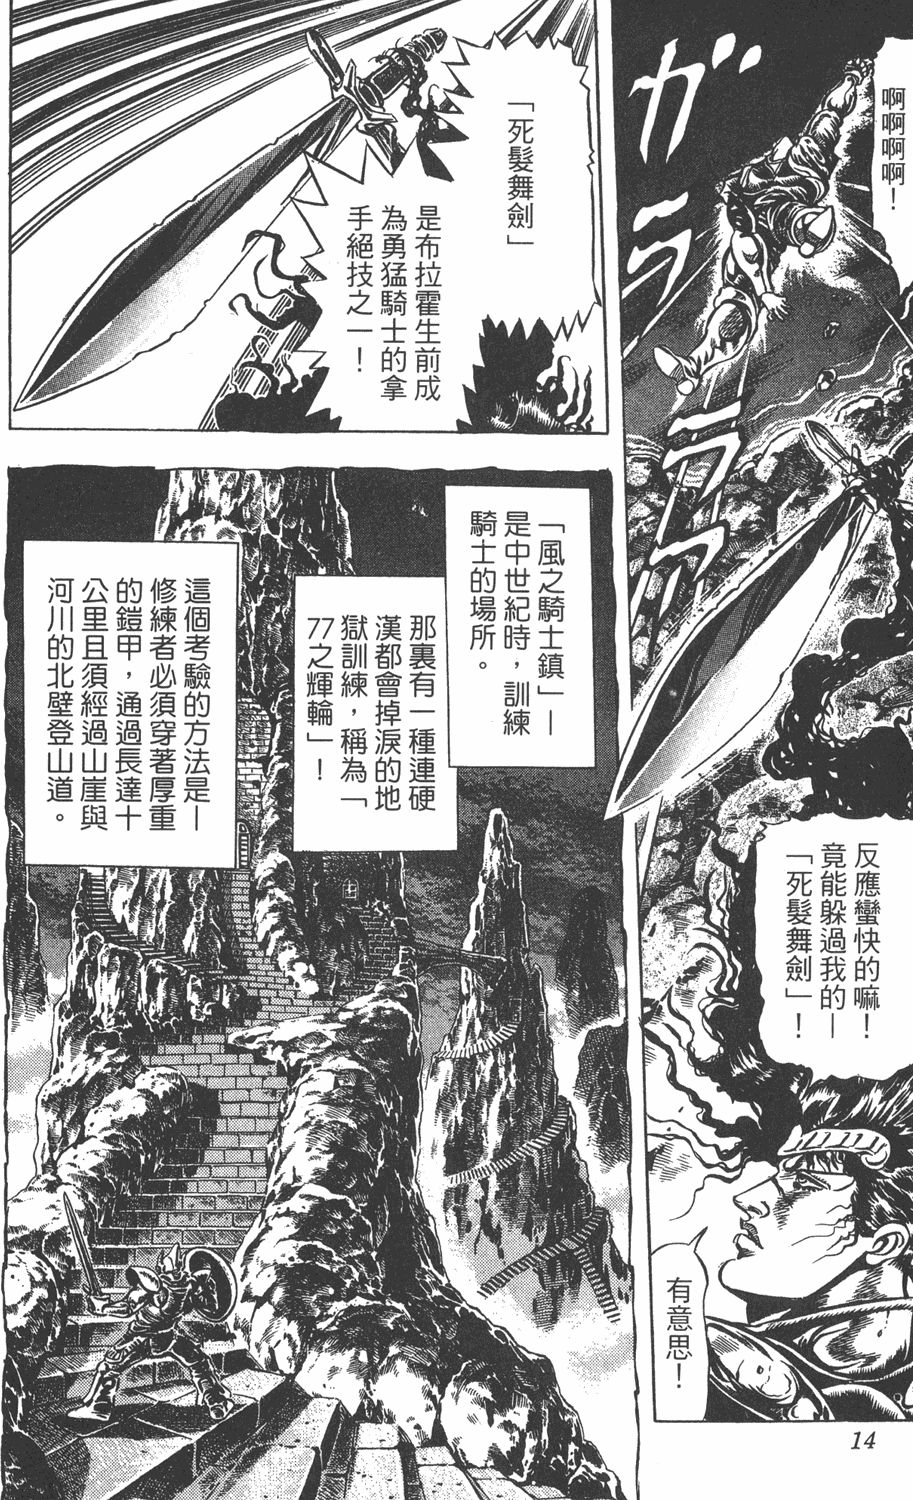 啊啊啊啊！
ガラララ
反應蠻快的嘛！
竟能躲過我的—
「死髮舞劍」！
有意思！
「死髮舞劍」
是布拉霍生前成
為勇猛騎士的拿
手絕技之一！
「風之騎士鎮」—
是中世紀時，訓練
騎士的場所。
那裏有一種連硬
漢都會掉淚的地
獄訓練，稱為「
77之輝輪」！
這個考驗的方法是—
修練者必須穿著厚重
的鎧甲，通過長達十
公里且須經過山崖與
河川的北壁登山道。
14